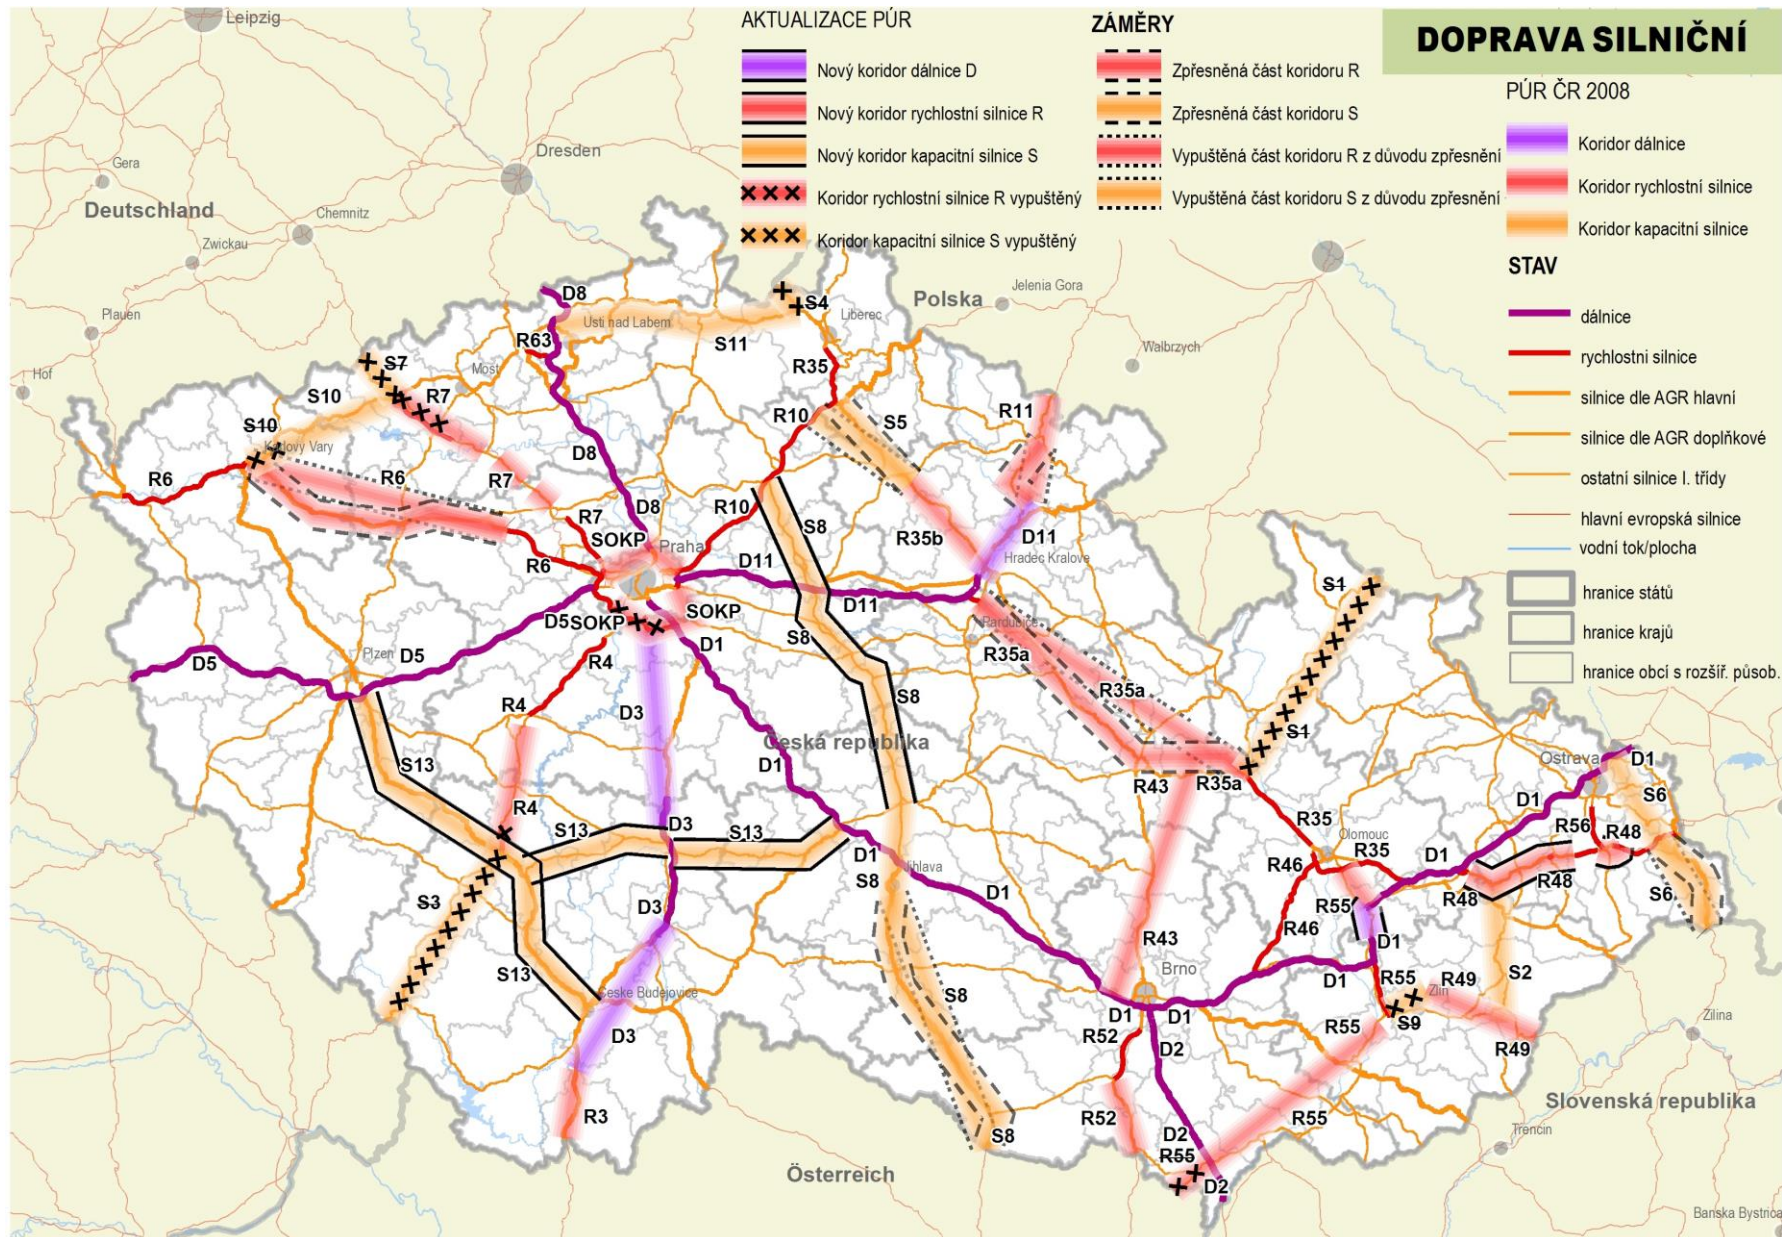 DOPRAVA SILNIČNÍ
AKTUALIZACE PÚR
Nový koridor dálnice D
Nový koridor rychlostní silnice R
Nový koridor kapacitní silnice S
Koridor rychlostní silnice R vypuštěný
Koridor kapacitní silnice S vypuštěný
ZÁMĚRY
Zpřesněná část koridoru R
Zpřesněná část koridoru S
Vypuštěná část koridoru R z důvodu zpřesnění
Vypuštěná část koridoru S z důvodu zpřesnění
PÚR ČR 2008
Koridor dálnice
Koridor rychlostní silnice
Koridor kapacitní silnice
STAV
dálnice
rychlostni silnice
silnice dle AGR hlavní
silnice dle AGR doplňkové
ostatní silnice I. třídy
hlavní evropská silnice
vodní tok/plocha
hranice států
hranice krajů
hranice obcí s rozšíř. působ.
Leipzig
Gera
Dresden
Deutschland
Chemnitz
Zwickau
Plauen
Hof
Polska
Jelenia Gora
Walbrzych
D8
S4
Usti nad Labem
Liberec
R63
S11
S7
Most
R35
S10
R7
R10
S5
R11
S10
Karlovy Vary
D8
R6
R6
R7
R10
D8
S8
R7
SOKP
Praha
R35b
D11
Hradec Kralove
R6
D11
D11
S1
D5
SOKP
SOKP
D1
S8
Pardubice
R35a
Plzen
D5
D5
R4
R35a
R4
D3
S8
S1
Česká republika
Ostrava
D1
S13
D1
R43
R35a
D1
S6
R4
S13
D3
S13
R35
Olomouc
R56
R48
D1
Jihlava
R46
R35
D1
S8
D1
R48
R48
S6
S3
D3
R55
R46
D1
R43
S13
S8
Brno
R55
R49
S2
Ceske Budejovice
D1
Zlín
D3
D1
D1
R55
S9
Zilina
R52
D2
R49
R3
R52
R55
Slovenská republika
S8
D2
Trencin
R55
Österreich
D2
Banska Bystrica